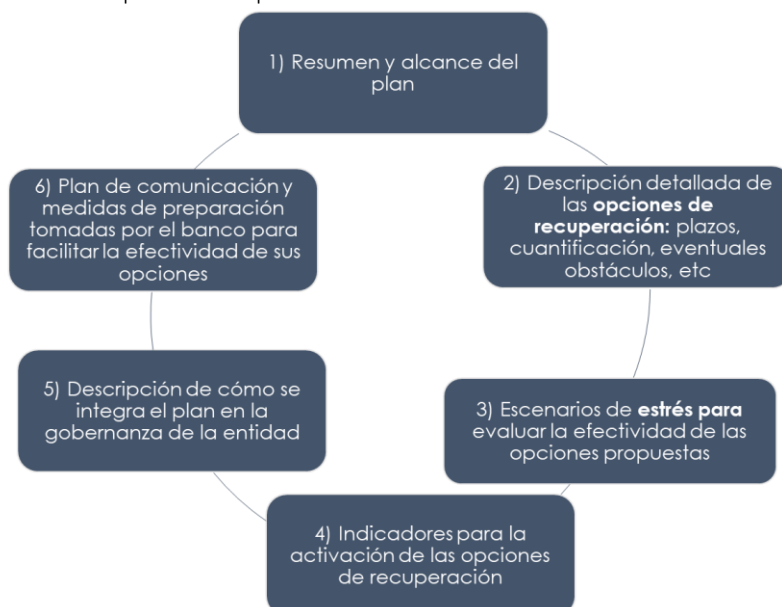 1) Resumen y alcance del
plan
2) Descripción detallada de
las opciones de
recuperación: plazos,
cuantificación, eventuales
obstáculos, etc
3) Escenarios de estrés para
evaluar la efectividad de las
opciones propuestas
4) Indicadores para la
activación de las opciones
de recuperación
5) Descripción de cómo se
integra el plan en la
gobernanza de la entidad
6) Plan de comunicación y
medidas de preparación
tomadas por el banco para
facilitar la efectividad de sus
opciones